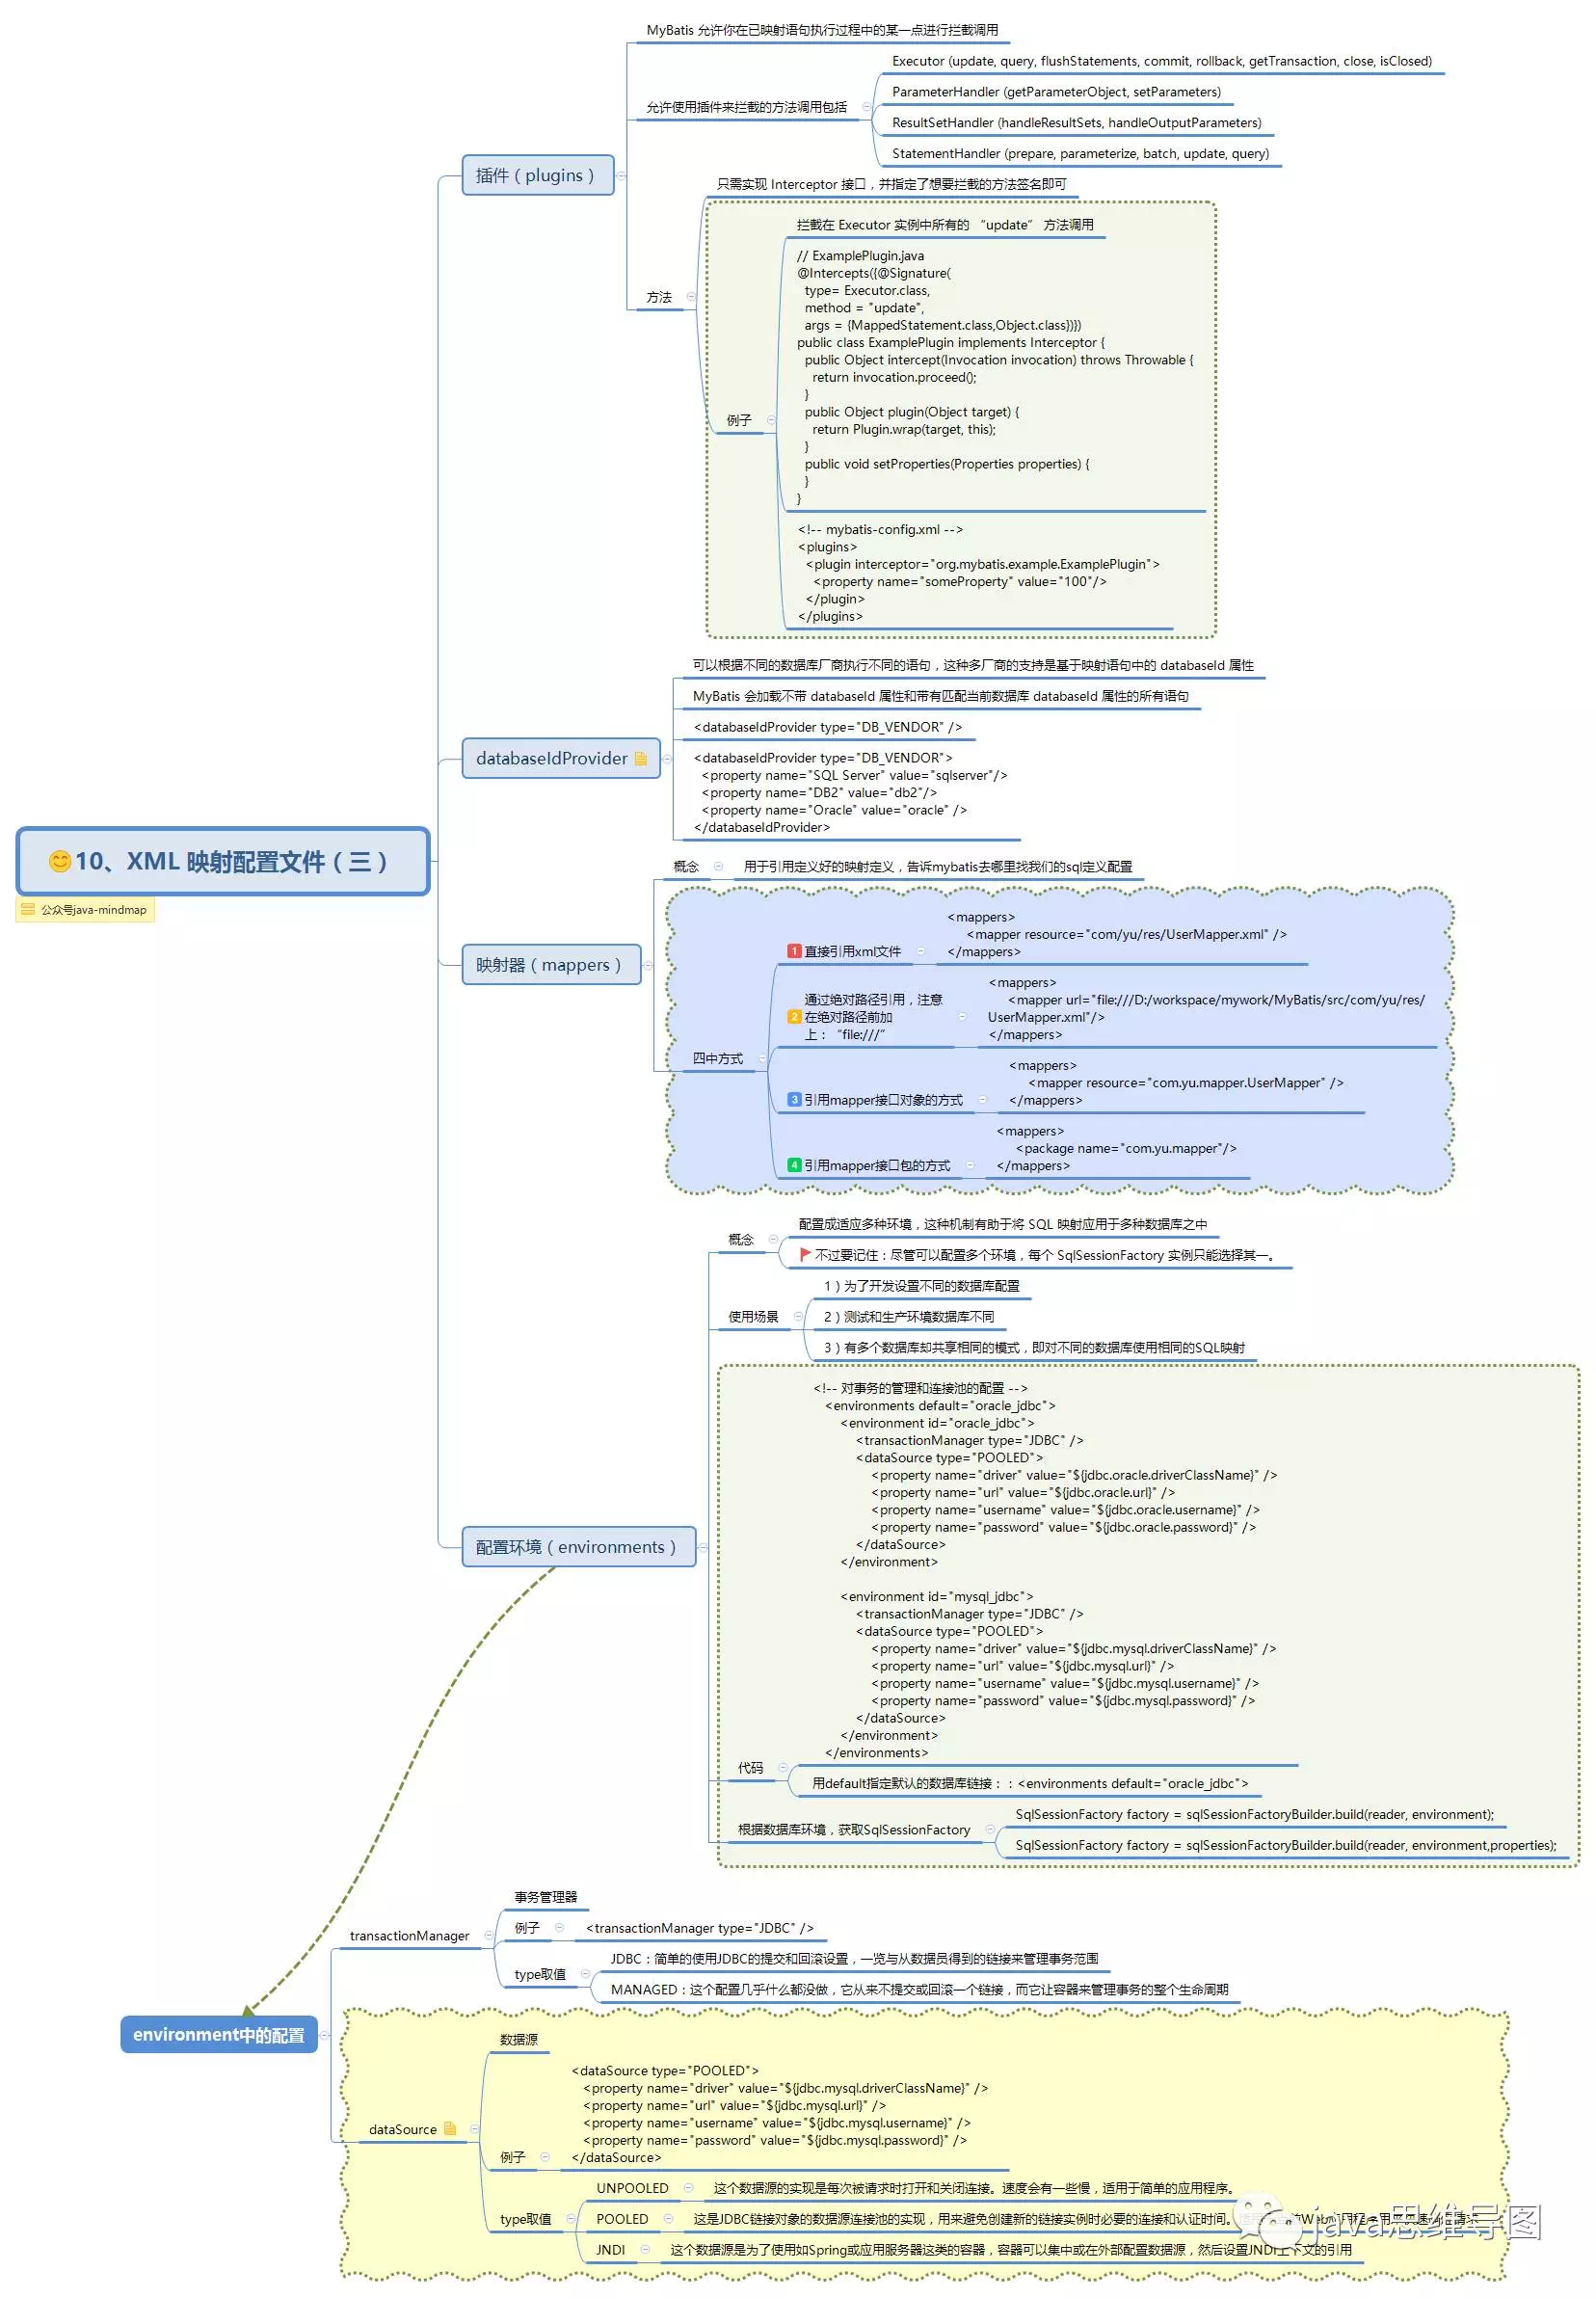 MyBatis 允许你在已映射语句执行过程中的某一点进行拦截调用
Executor (update, query, flushStatements, commit, rollback, getTransaction, close, isClosed)
ParameterHandler (getParameterObject, setParameters)
允许使用插件来拦截的方法调用包括
ResultSetHandler (handleResultSets, handleOutputParameters)
StatementHandler (prepare, parameterize, batch, update, query)
插件（plugins）
只需实现 Interceptor 接口，并指定了想要拦截的方法签名即可
拦截在 Executor 实例中所有的 “update” 方法调用
// ExamplePlugin.java
@Intercepts({@Signature(
type= Executor.class,
method = "update",
args = {MappedStatement.class,Object.class})})
public class ExamplePlugin implements Interceptor {
public Object intercept(Invocation invocation) throws Throwable {
return invocation.proceed();
}
public Object plugin(Object target) {
return Plugin.wrap(target, this);
}
public void setProperties(Properties properties) {
}
}
方法
例子
<!-- mybatis-config.xml -->
<plugins>
<plugin interceptor="org.mybatis.example.ExamplePlugin">
<property name="someProperty" value="100"/>
</plugin>
</plugins>
可以根据不同的数据库厂商执行不同的语句，这种多厂商的支持是基于映射语句中的 databaseId 属性
MyBatis 会加载不带 databaseId 属性和带有匹配当前数据库 databaseId 属性的所有语句
<databaseIdProvider type="DB_VENDOR" />
databaseIdProvider
<databaseIdProvider type="DB_VENDOR">
<property name="SQL Server" value="sqlserver"/>
<property name="DB2" value="db2"/>
<property name="Oracle" value="oracle" />
</databaseIdProvider>
10、XML 映射配置文件（三）
公众号java-mindmap
概念
用于引用定义好的映射定义，告诉mybatis去哪里找我们的sql定义配置
映射器（mappers）
四中方式
1 直接引用xml文件
<mappers>
<mapper resource="com/yu/res/UserMapper.xml" />
</mappers>
2 通过绝对路径引用，注意
在绝对路径前加
上：“file:///”
<mappers>
<mapper url="file:///D:/workspace/mywork/MyBatis/src/com/yu/res/
UserMapper.xml"/>
</mappers>
3 引用mapper接口对象的方式
<mappers>
<mapper resource="com.yu.mapper.UserMapper" />
</mappers>
4 引用mapper接口包的方式
<mappers>
<package name="com.yu.mapper"/>
</mappers>
概念
配置成适应多种环境，这种机制有助于将 SQL 映射应用于多种数据库之中
不过要记住：尽管可以配置多个环境，每个 SqlSessionFactory 实例只能选择其一。
使用场景
1）为了开发设置不同的数据库配置
2）测试和生产环境数据库不同
3）有多个数据库却共享相同的模式，即对不同的数据库使用相同的SQL映射
配置环境（environments）
<!-- 对事务的管理和连接池的配置 -->
<environments default="oracle_jdbc">
<environment id="oracle_jdbc">
<transactionManager type="JDBC" />
<dataSource type="POOLED">
<property name="driver" value="${jdbc.oracle.driverClassName}" />
<property name="url" value="${jdbc.oracle.url}" />
<property name="username" value="${jdbc.oracle.username}" />
<property name="password" value="${jdbc.oracle.password}" />
</dataSource>
</environment>
<environment id="mysql_jdbc">
<transactionManager type="JDBC" />
<dataSource type="POOLED">
<property name="driver" value="${jdbc.mysql.driverClassName}" />
<property name="url" value="${jdbc.mysql.url}" />
<property name="username" value="${jdbc.mysql.username}" />
<property name="password" value="${jdbc.mysql.password}" />
</dataSource>
</environment>
</environments>
代码
用default指定默认的数据库链接：：<environments default="oracle_jdbc">
根据数据库环境，获取SqlSessionFactory
SqlSessionFactory factory = sqlSessionFactoryBuilder.build(reader, environment);
SqlSessionFactory factory = sqlSessionFactoryBuilder.build(reader, environment,properties);
environment中的配置
transactionManager
事务管理器
例子
<transactionManager type="JDBC" />
type取值
JDBC：简单的使用JDBC的提交和回滚设置，一览与从数据员得到的链接来管理事务范围
MANAGED：这个配置几乎什么都没做，它从来不提交或回滚一个链接，而它让容器来管理事务的整个生命周期
dataSource
数据源
例子
<dataSource type="POOLED">
<property name="driver" value="${jdbc.mysql.driverClassName}" />
<property name="url" value="${jdbc.mysql.url}" />
<property name="username" value="${jdbc.mysql.username}" />
<property name="password" value="${jdbc.mysql.password}" />
</dataSource>
type取值
UNPOOLED
这个数据源的实现是每次被请求时打开和关闭连接。速度会有一些慢，适用于简单的应用程序。
POOLED
这是JDBC链接对象的数据源连接池的实现，用来避免创建新的链接实例时必要的连接和认证时间。
JNDI
这个数据源是为了使用如Spring或应用服务器这类的容器，容器可以集中或在外部配置数据源，然后设置JNDI上下文的引用
java思维导图